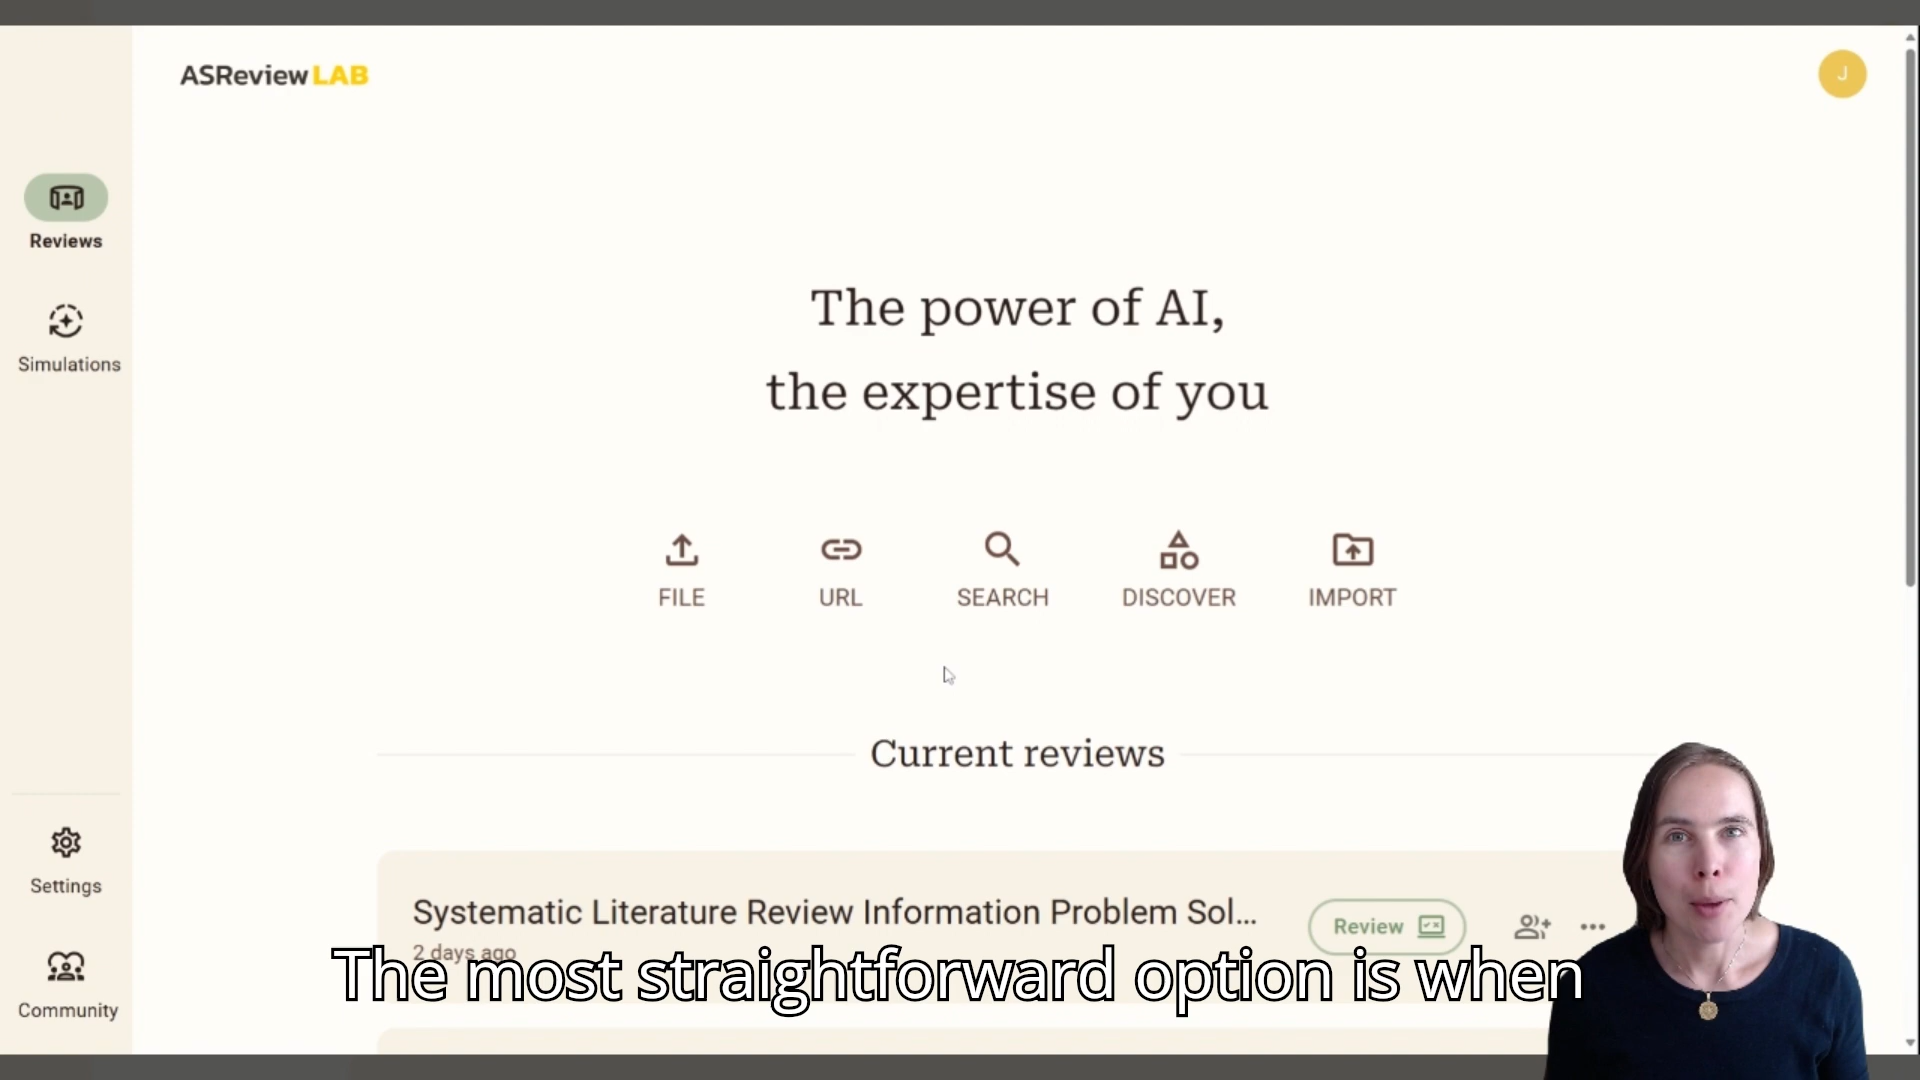 ASReview LAB
J
Reviews
Simulations
The power of AI,
the expertise of you
FILE
URL
SEARCH
DISCOVER
IMPORT
Current reviews
Systematic Literature Review Information Problem Sol...
2 days ago
Review
Settings
Community
The most straightforward option is when